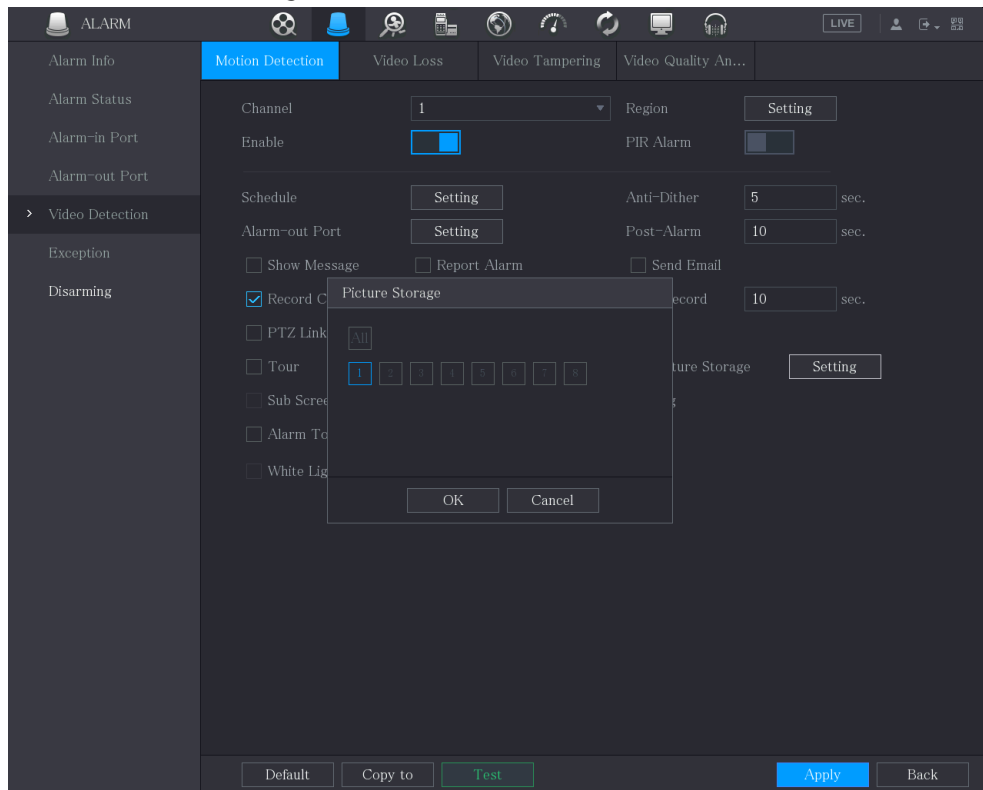 ALARM
LIVE
Alarm Info
Alarm Status
Alarm-in Port
Alarm-out Port
Video Detection
Exception
Disarming
Motion Detection Video Loss Video Tampering Video Quality An...
Channel 1 Region Setting
Enable PIR Alarm
Schedule Setting Anti-Dither 5 sec.
Alarm-out Port Setting Post-Alarm 10 sec.
Show Message Report Alarm Send Email
Record C ecord 10 sec.
PTZ Link
Tour ture Storage Setting
Sub Scree g
Alarm To
White Lig
Picture Storage
All
1 2 3 4 5 6 7 8
OK Cancel
Default Copy to Test Apply Back